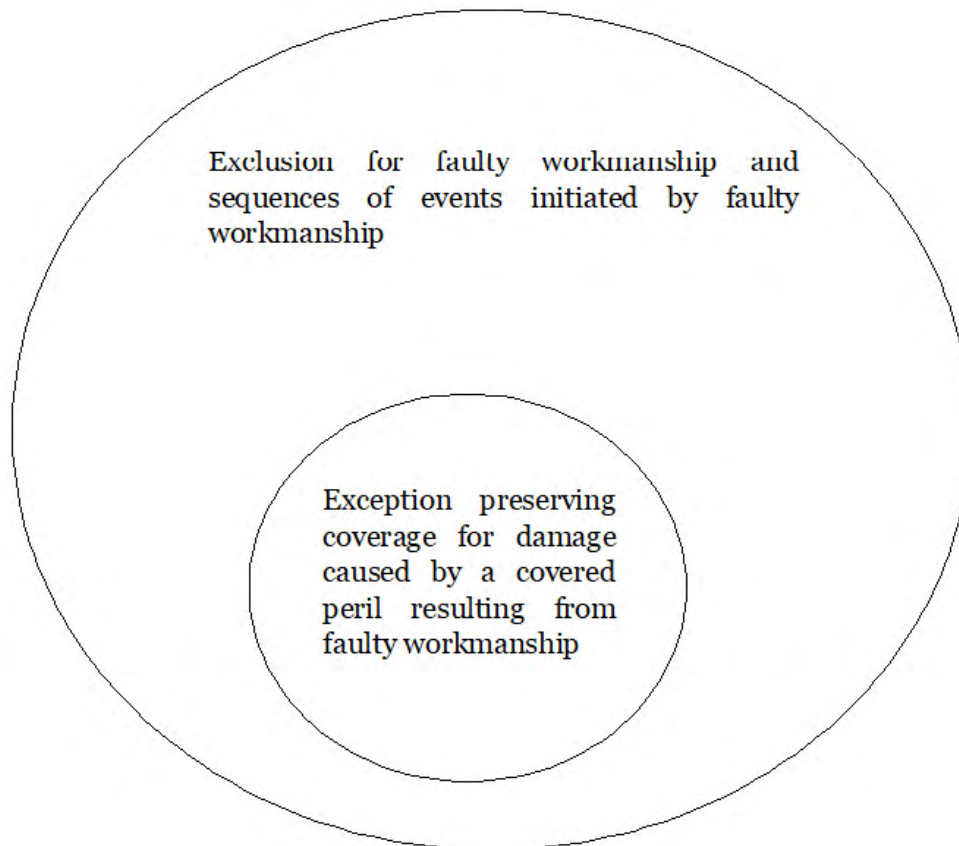 Exclusion for faulty workmanship and
sequences of events initiated by faulty
workmanship
Exception preserving
coverage for damage
caused by a covered
peril resulting from
faulty workmanship